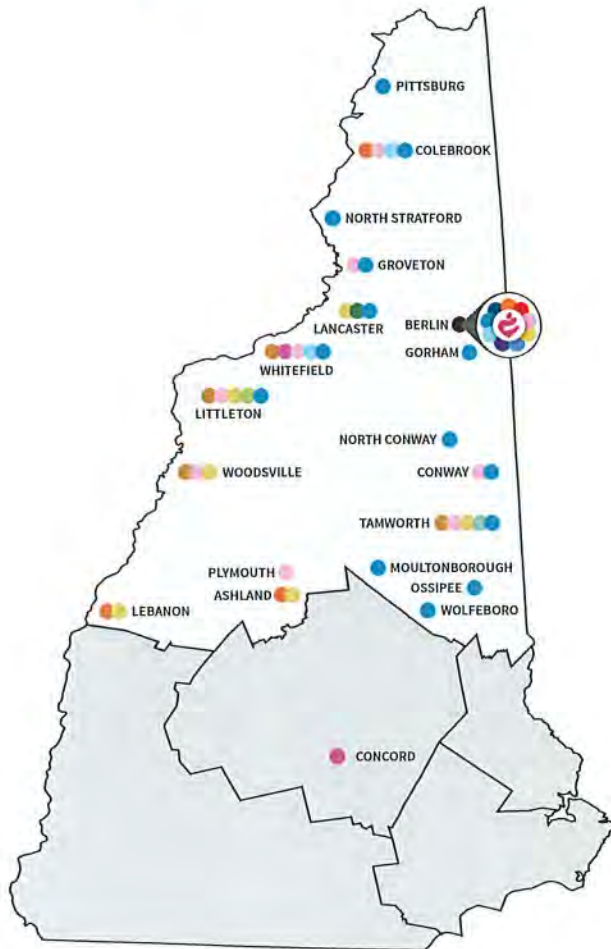 PITTSBURG
COLEBROOK
NORTH STRATFORD
GROVETON
LANCASTER
BERLIN
GORHAM
WHITEFIELD
LITTLETON
NORTH CONWAY
WOODSVILLE
CONWAY
TAMWORTH
PLYMOUTH
MOULTONBOROUGH
OSSIPEE
ASHLAND
LEBANON
WOLFEBORO
CONCORD